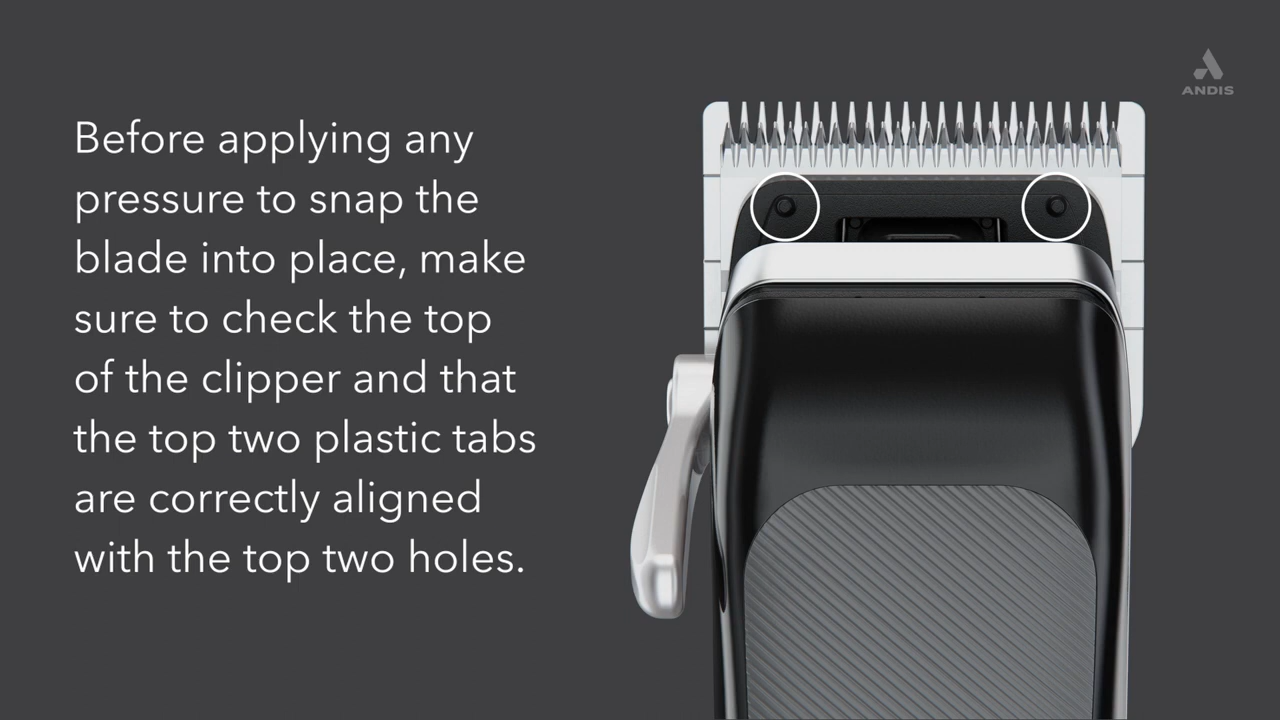 Before applying any
pressure to snap the
blade into place, make
sure to check the top
of the clipper and that
the top two plastic tabs
are correctly aligned
with the top two holes.
ANDIS